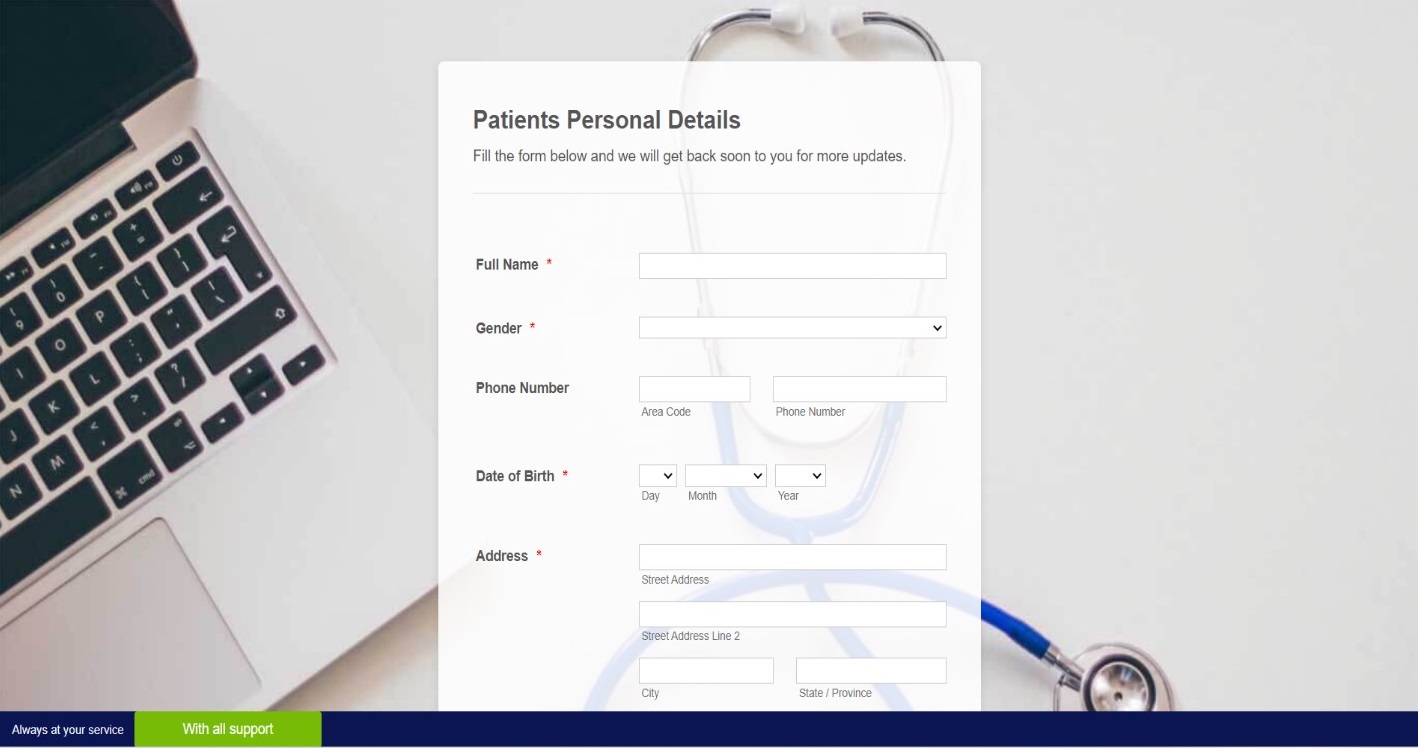 Patients Personal Details
Fill the form below and we will get back soon to you for more updates.
Full Name *
Gender *
Phone Number
Area Code Phone Number
Date of Birth *
Day Month Year
Address *
Street Address
Street Address Line 2
City State / Province
Always at your service With all support